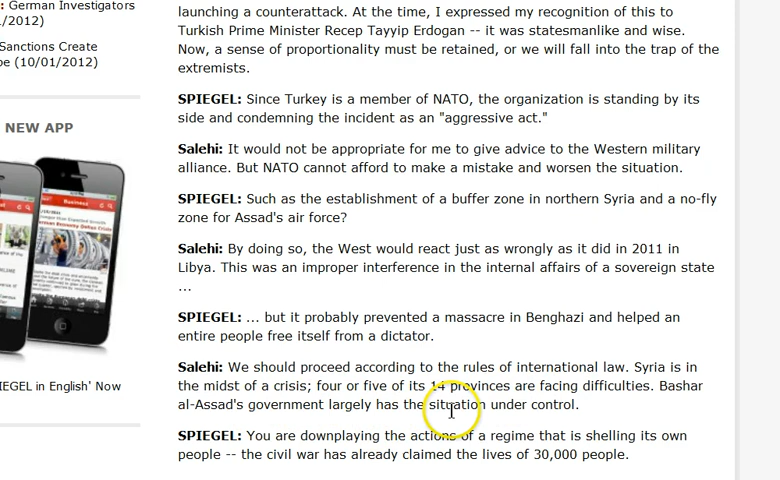 : German Investigators
1/2012)
Sanctions Create
pe (10/01/2012)
NEW APP
IEGEL in English' Now
launching a counterattack. At the time, I expressed my recognition of this to
Turkish Prime Minister Recep Tayyip Erdogan -- it was statesmanlike and wise.
Now, a sense of proportionality must be retained, or we will fall into the trap of the
extremists.
SPIEGEL: Since Turkey is a member of NATO, the organization is standing by its
side and condemning the incident as an "aggressive act."
Salehi: It would not be appropriate for me to give advice to the Western military
alliance. But NATO cannot afford to make a mistake and worsen the situation.
SPIEGEL: Such as the establishment of a buffer zone in northern Syria and a no-fly
zone for Assad's air force?
Salehi: By doing so, the West would react just as wrongly as it did in 2011 in
Libya. This was an improper interference in the internal affairs of a sovereign state
...
SPIEGEL: ... but it probably prevented a massacre in Benghazi and helped an
entire people free itself from a dictator.
Salehi: We should proceed according to the rules of international law. Syria is in
the midst of a crisis; four or five of its 14 provinces are facing difficulties. Bashar
al-Assad's government largely has the situation under control.
SPIEGEL: You are downplaying the actions of a regime that is shelling its own
people -- the civil war has already claimed the lives of 30,000 people.